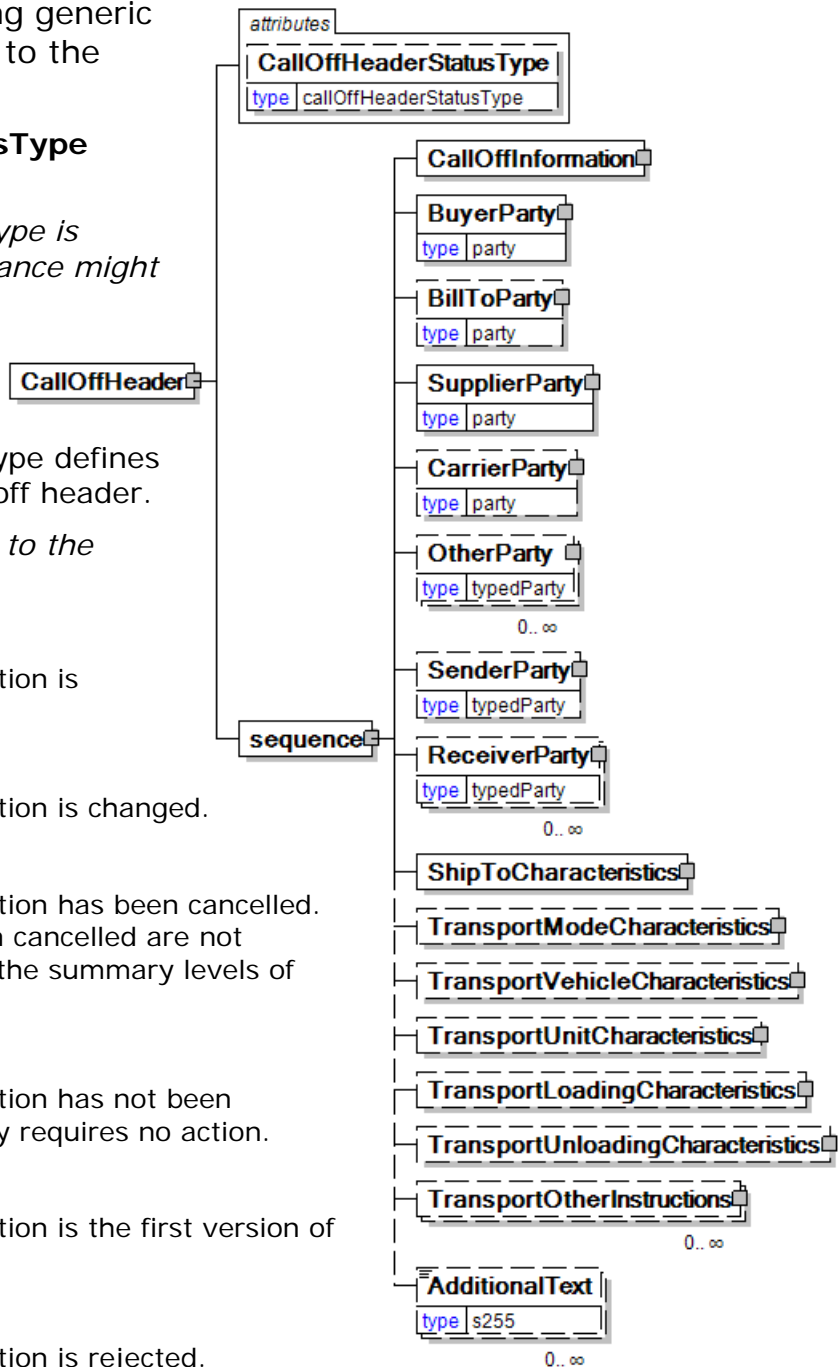 ng generic
to the
sType
ype is
ance might
ype defines
off header.
to the
tion is
tion is changed.
tion has been cancelled.
n cancelled are not
the summary levels of
tion has not been
y requires no action.
tion is the first version of
tion is rejected.
CallOffHeader
attributes
CallOffHeaderStatusType
type callOffHeaderStatusType
sequence
CallOffInformation
BuyerParty
type party
BillToParty
type party
SupplierParty
type party
CarrierParty
type party
OtherParty
type typedParty
0.. ∞
SenderParty
type typedParty
ReceiverParty
type typedParty
0.. ∞
ShipToCharacteristics
TransportModeCharacteristics
TransportVehicleCharacteristics
TransportUnitCharacteristics
TransportLoadingCharacteristics
TransportUnloadingCharacteristics
TransportOtherInstructions
0.. ∞
AdditionalText
type s255
0.. ∞